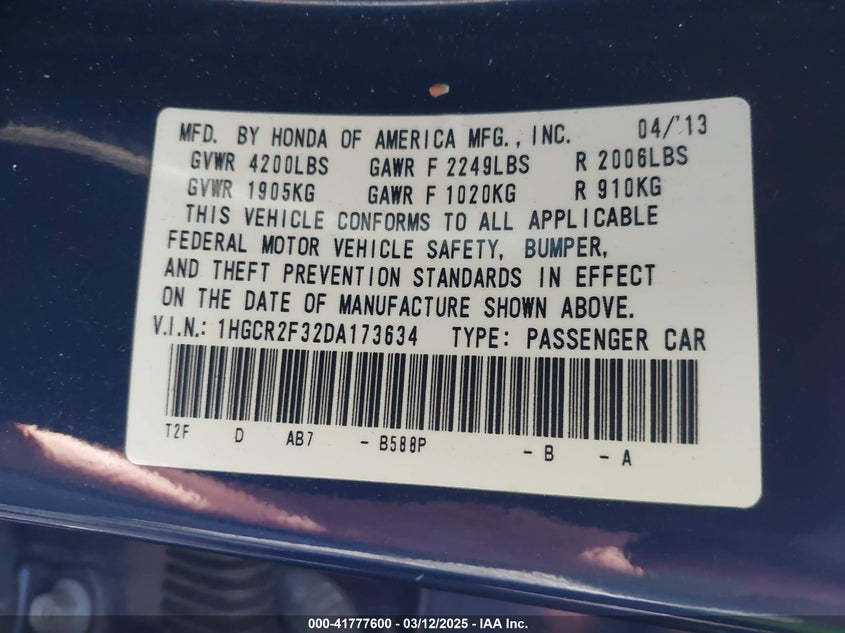 MFD. BY HONDA OF AMERICA MFG., INC. 04/'13
GVWR 4200LBS GAWR F 2249LBS R 2006LBS
GVWR 1905KG GAWR F 1020KG R 910KG
THIS VEHICLE CONFORMS TO ALL APPLICABLE
FEDERAL MOTOR VEHICLE SAFETY, BUMPER,
AND THEFT PREVENTION STANDARDS IN EFFECT
ON THE DATE OF MANUFACTURE SHOWN ABOVE.
V.I.N.: 1HGCR2F32DA173634 TYPE: PASSENGER CAR
T2F D AB7 - B588P - B - A
000-41777600 — 03/12/2025 — IAA Inc.